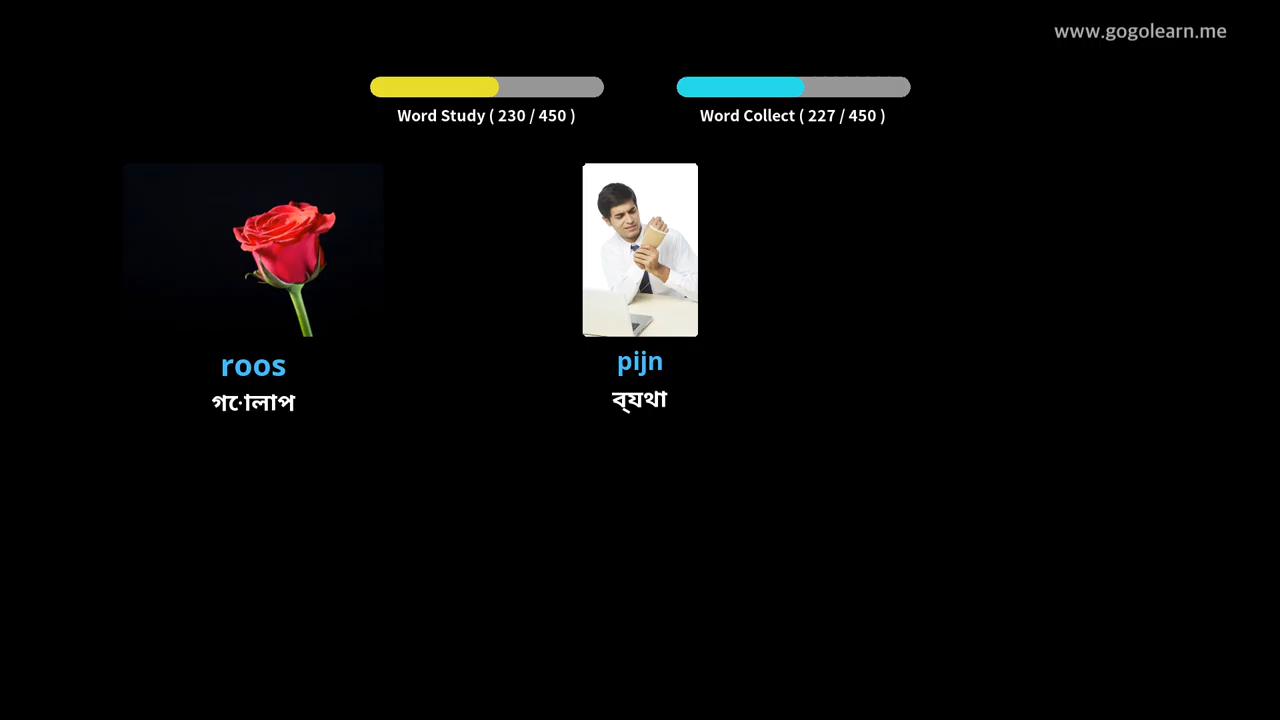 www.gogolearn.me
Word Study ( 230 / 450 )
Word Collect ( 227 / 450 )
roos
গোলাপ
pijn
ব্যথা